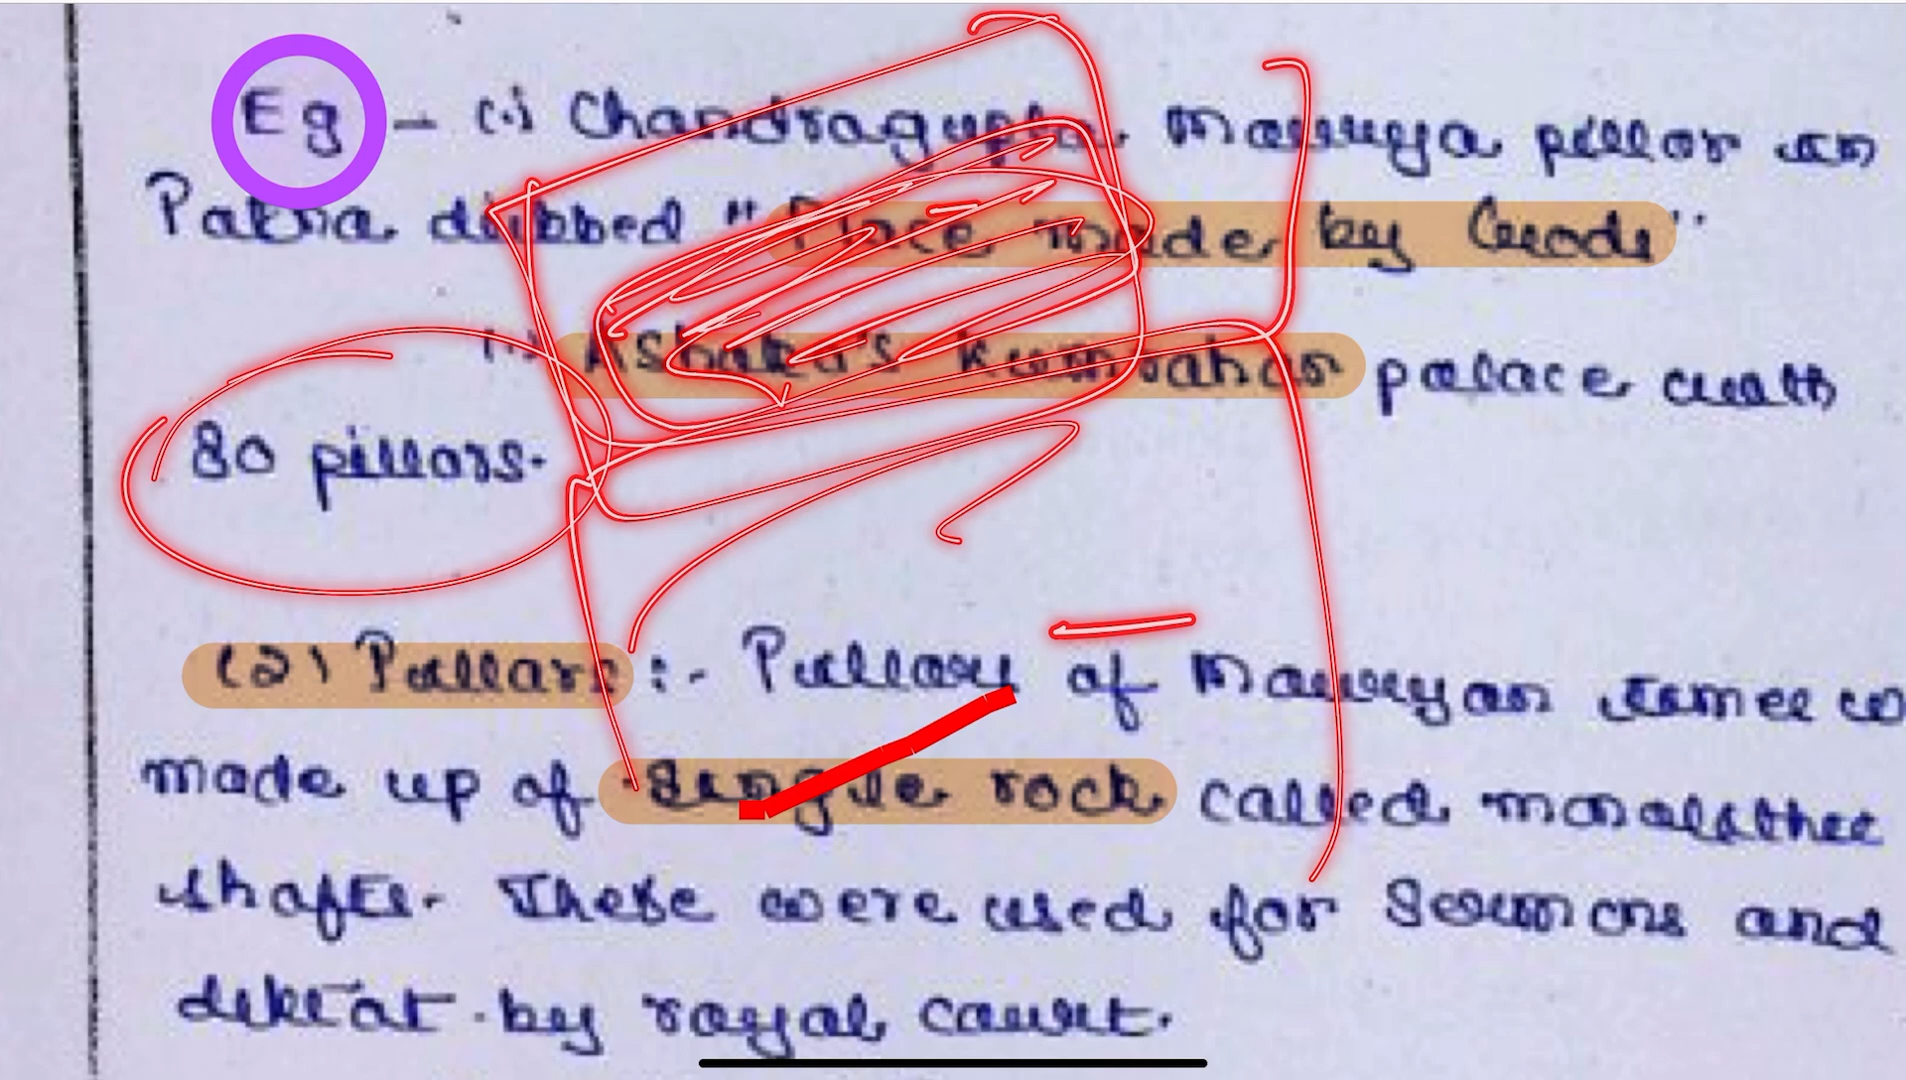 Eg - (i) Chandragupta Maurya pillar in
Patna dubbed "Place made by Gods"
(ii) Ashoka's Kumrahar palace with
80 pillars.
(2) Pillars :- Pillars of Mauryan times is
made up of single rock called monolithic
shafts. These were used for Sermons and
diktat by royal court.